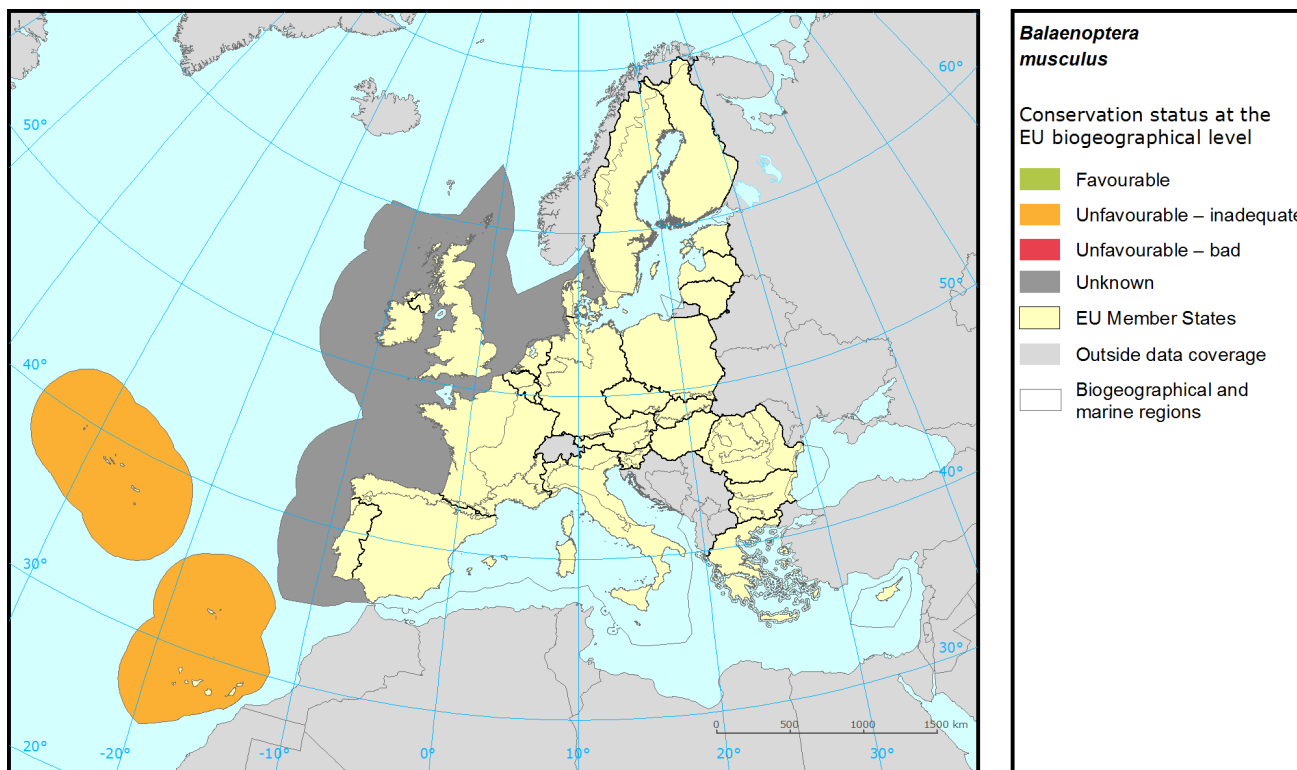 Balaenoptera
musculus
Conservation status at the
EU biogeographical level
Favourable
Unfavourable – inadequate
Unfavourable – bad
Unknown
EU Member States
Outside data coverage
Biogeographical and
marine regions
60°
50°
50°
40°
40°
30°
30°
20°
-20°
-10°
0°
10°
20°
30°
0
500
1000
1500 km